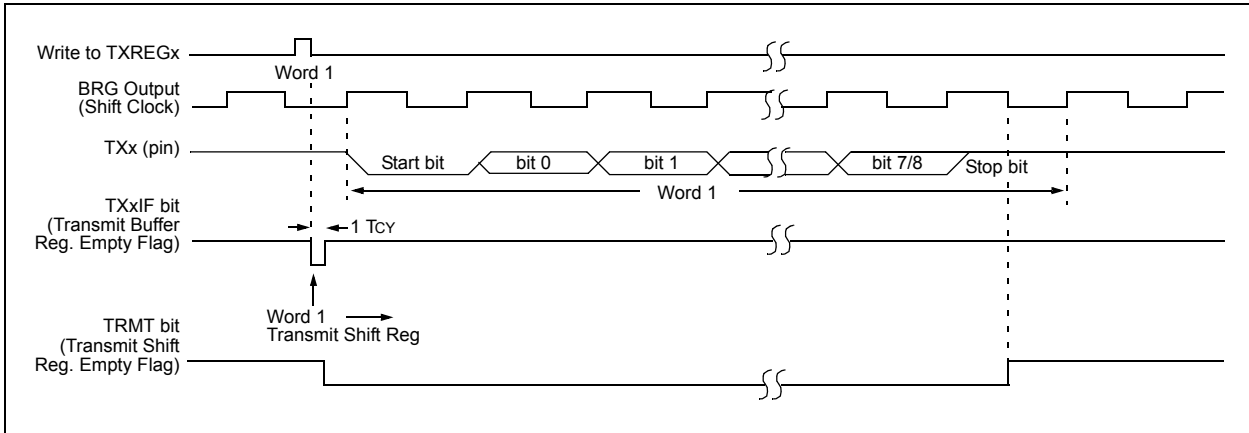 Write to TXREGx
Word 1
BRG Output
(Shift Clock)
TXx (pin)
Start bit
bit 0
bit 1
bit 7/8
Stop bit
Word 1
TXxIF bit
(Transmit Buffer
Reg. Empty Flag)
1 TCY
Word 1
Transmit Shift Reg
TRMT bit
(Transmit Shift
Reg. Empty Flag)